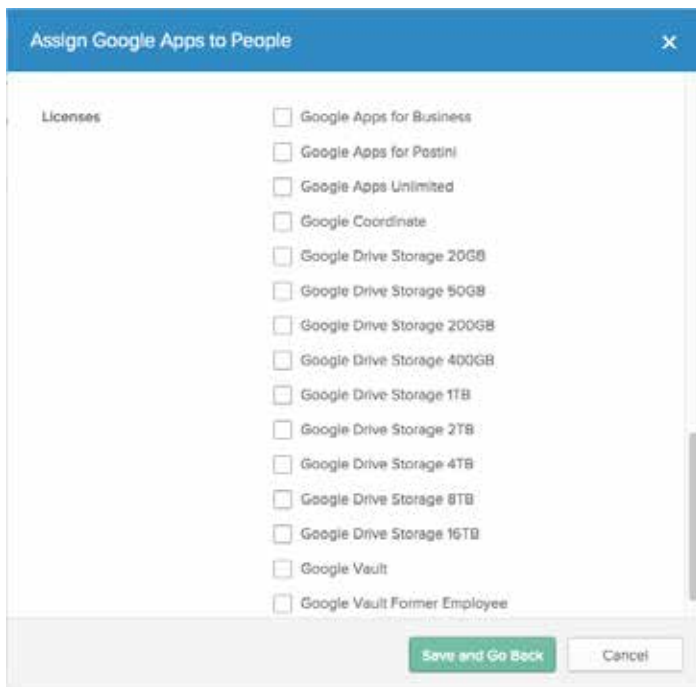 Assign Google Apps to People
Licenses
Google Apps for Business
Google Apps for Postini
Google Apps Unlimited
Google Coordinate
Google Drive Storage 20GB
Google Drive Storage 50GB
Google Drive Storage 200GB
Google Drive Storage 400GB
Google Drive Storage 1TB
Google Drive Storage 2TB
Google Drive Storage 4TB
Google Drive Storage 8TB
Google Drive Storage 16TB
Google Vault
Google Vault Former Employee
Save and Go Back
Cancel